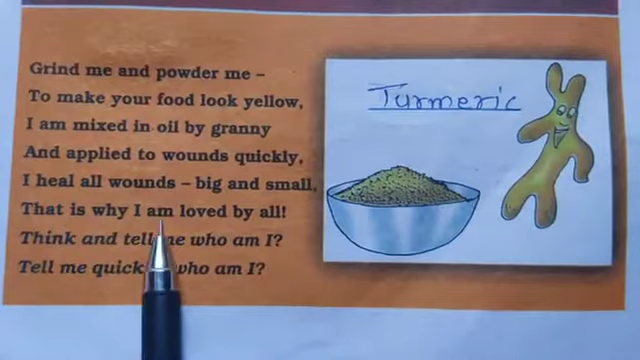 Grind me and powder me –
To make your food look yellow,
I am mixed in oil by granny
And applied to wounds quickly,
I heal all wounds – big and small,
That is why I am loved by all!
Think and tell me who am I?
Tell me quick who am I?
Turmeric